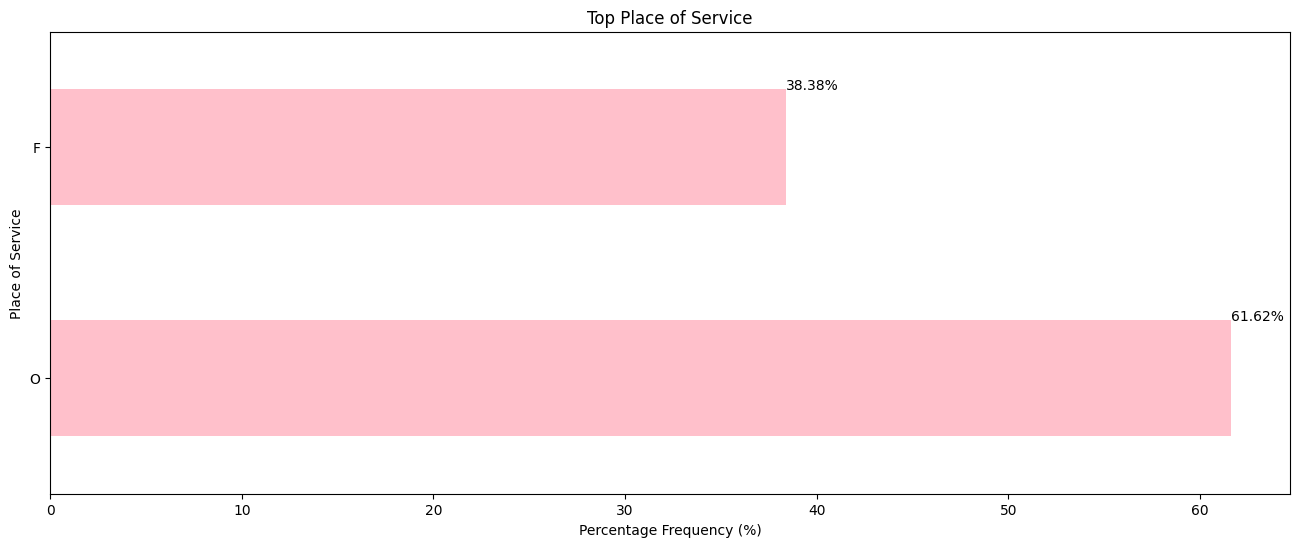 Top Place of Service
38.38%
F
Place of Service
61.62%
O
0 10 20 30 40 50 60
Percentage Frequency (%)